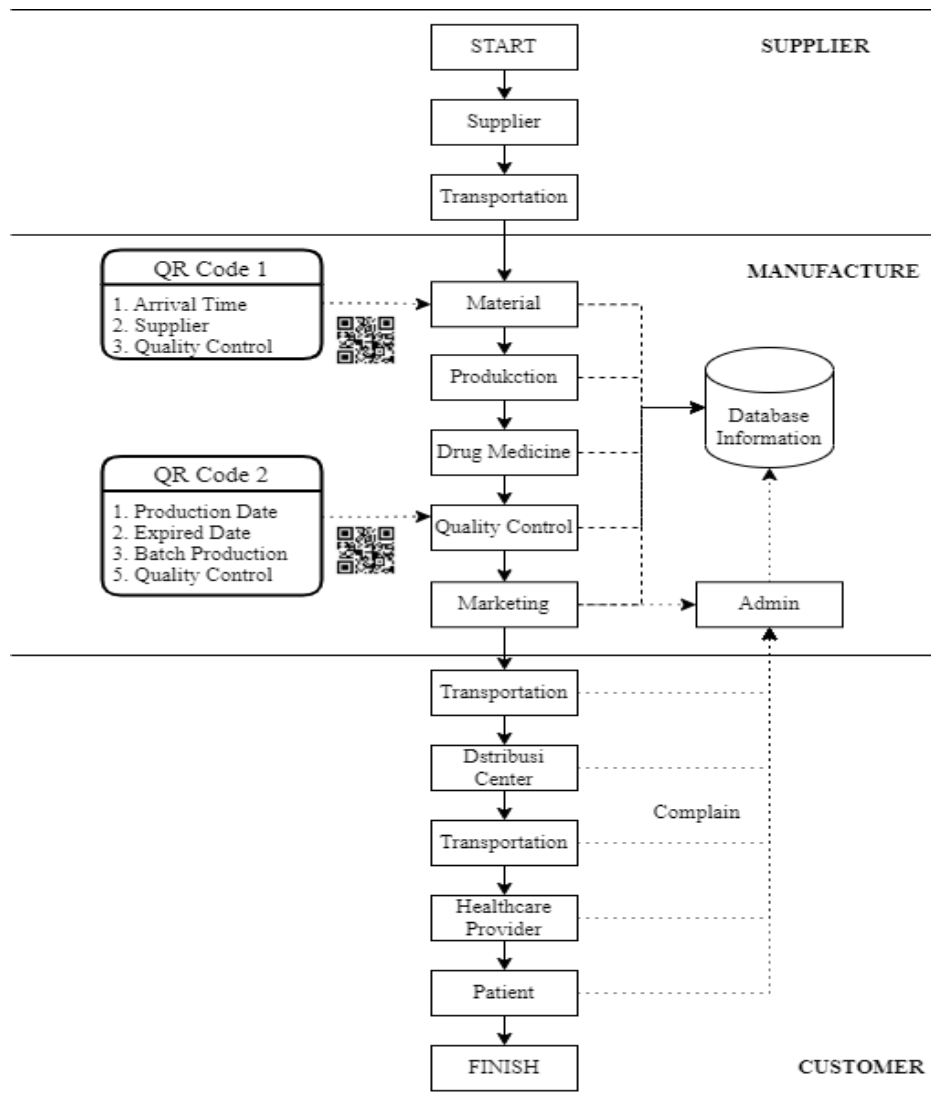 START
SUPPLIER
Supplier
Transportation
MANUFACTURE
QR Code 1
1. Arrival Time
2. Supplier
3. Quality Control
Material
Produkction
Database
Information
Drug Medicine
QR Code 2
1. Production Date
2. Expired Date
3. Batch Production
5. Quality Control
Quality Control
Marketing
Admin
Transportation
Dstribusi
Center
Complain
Transportation
Healthcare
Provider
Patient
FINISH
CUSTOMER